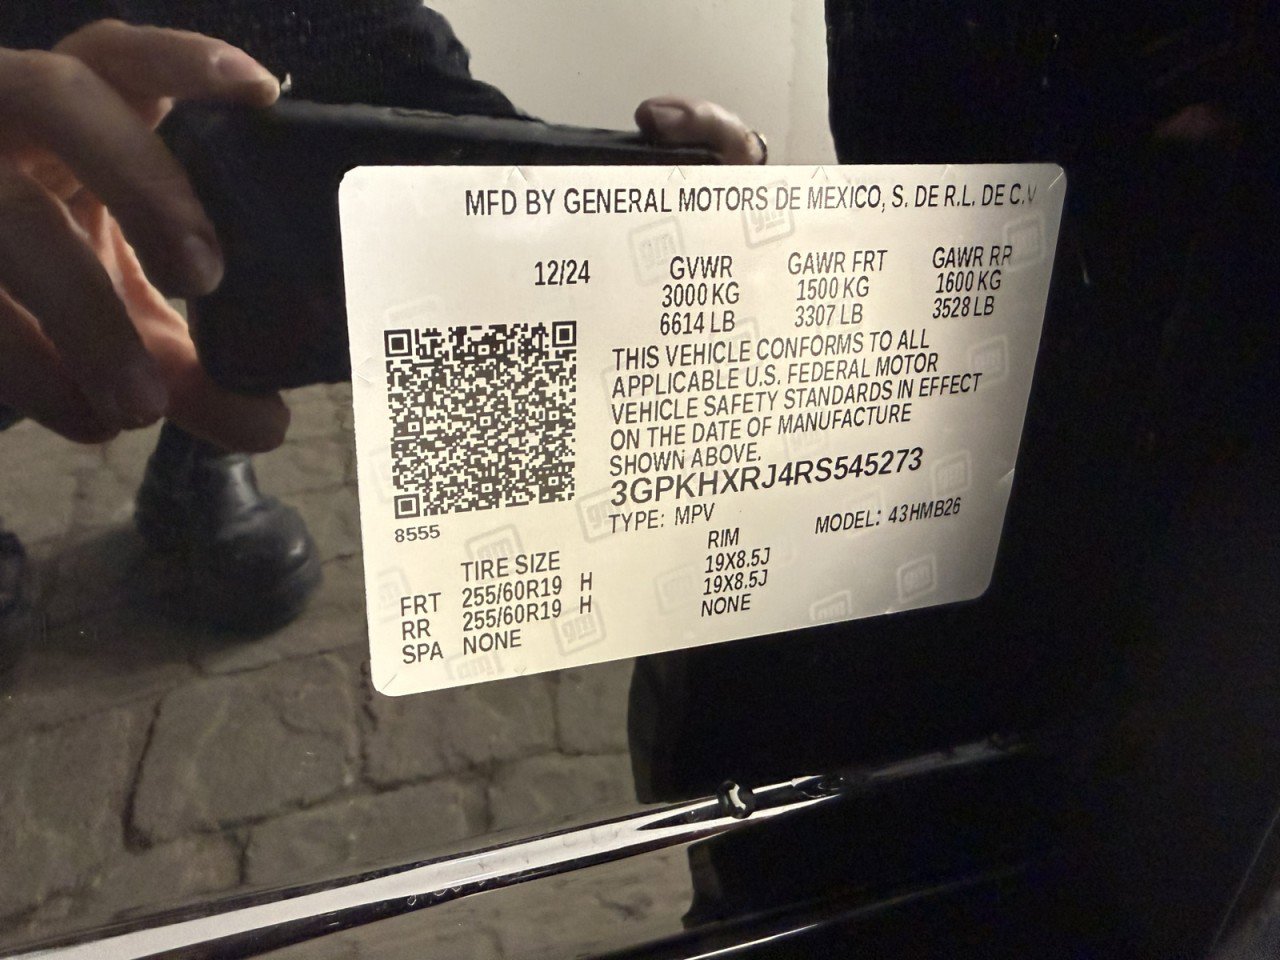 MFD BY GENERAL MOTORS DE MEXICO, S. DE R.L. DE C.V
12/24 GVWR GAWR FRT GAWR RR
3000 KG 1500 KG 1600 KG
6614 LB 3307 LB 3528 LB
THIS VEHICLE CONFORMS TO ALL
APPLICABLE U.S. FEDERAL MOTOR
VEHICLE SAFETY STANDARDS IN EFFECT
ON THE DATE OF MANUFACTURE
SHOWN ABOVE.
3GPKHXRJ4RS545273
8555 TYPE: MPV MODEL: 43HMB26
TIRE SIZE RIM
FRT 255/60R19 H 19X8.5J
RR 255/60R19 H 19X8.5J
SPA NONE NONE